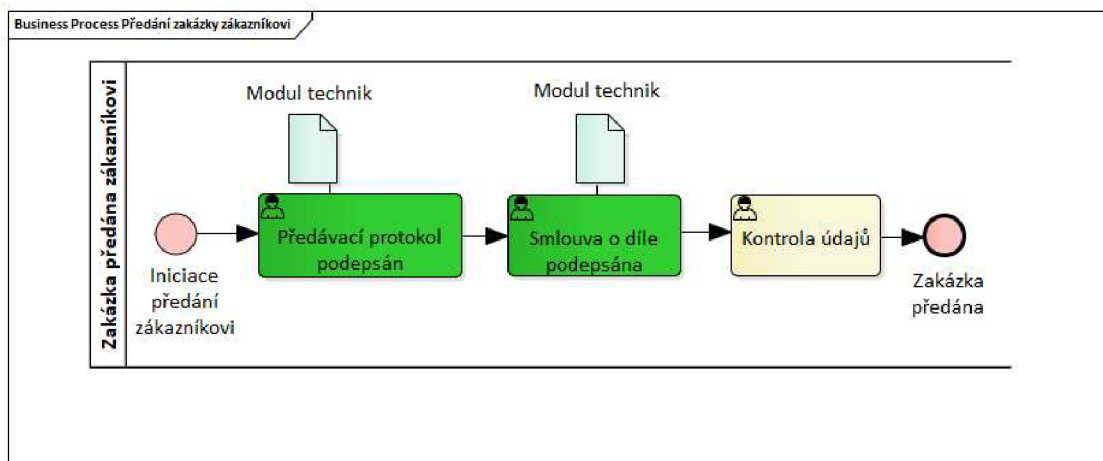 Business Process Předání zakázky zákazníkovi
Zakázka předána zákazníkovi
Modul technik
Modul technik
Předávací protokol
podepsán
Smlouva o díle
podepsána
Kontrola údajů
Iniciace
předání
zákazníkovi
Zakázka
předána